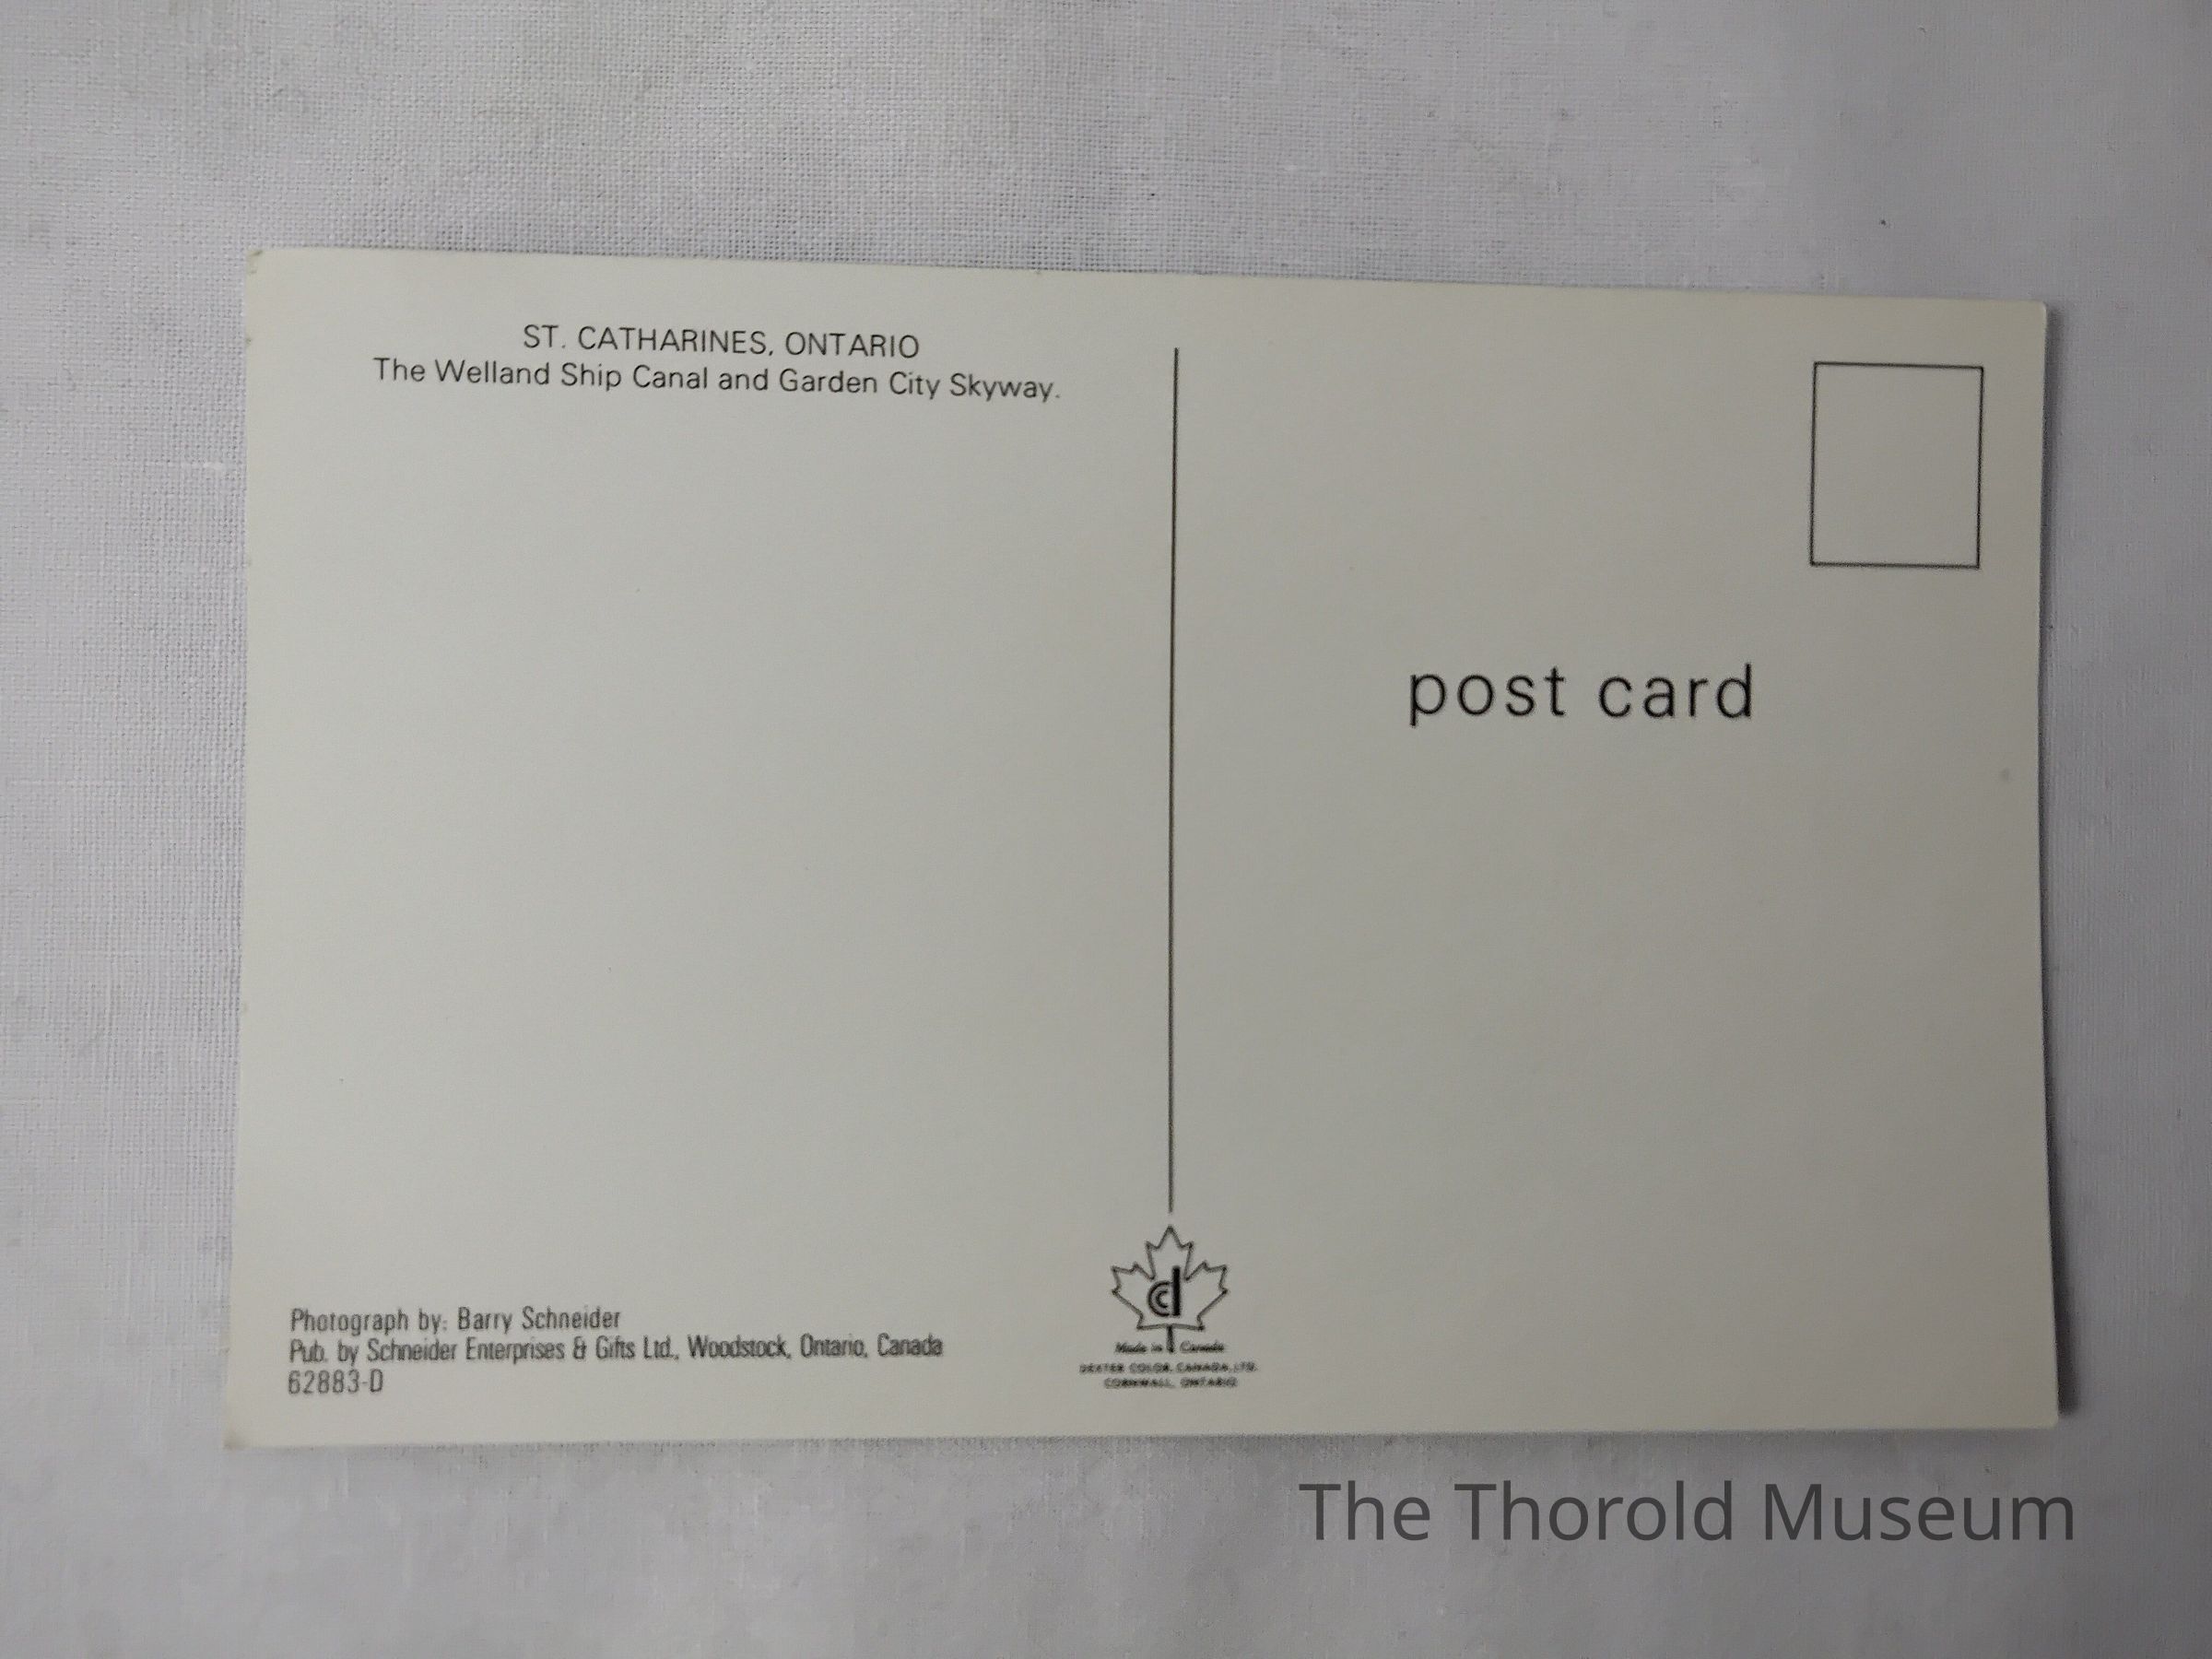 ST. CATHARINES, ONTARIO
The Welland Ship Canal and Garden City Skyway.
post card
Photograph by: Barry Schneider
Pub. by Schneider Enterprises & Gifts Ltd., Woodstock, Ontario, Canada
62883-D
cd
Made in Canada
DEXTER COLOR, CANADA, LTD.
CORNWALL, ONTARIO
The Thorold Museum